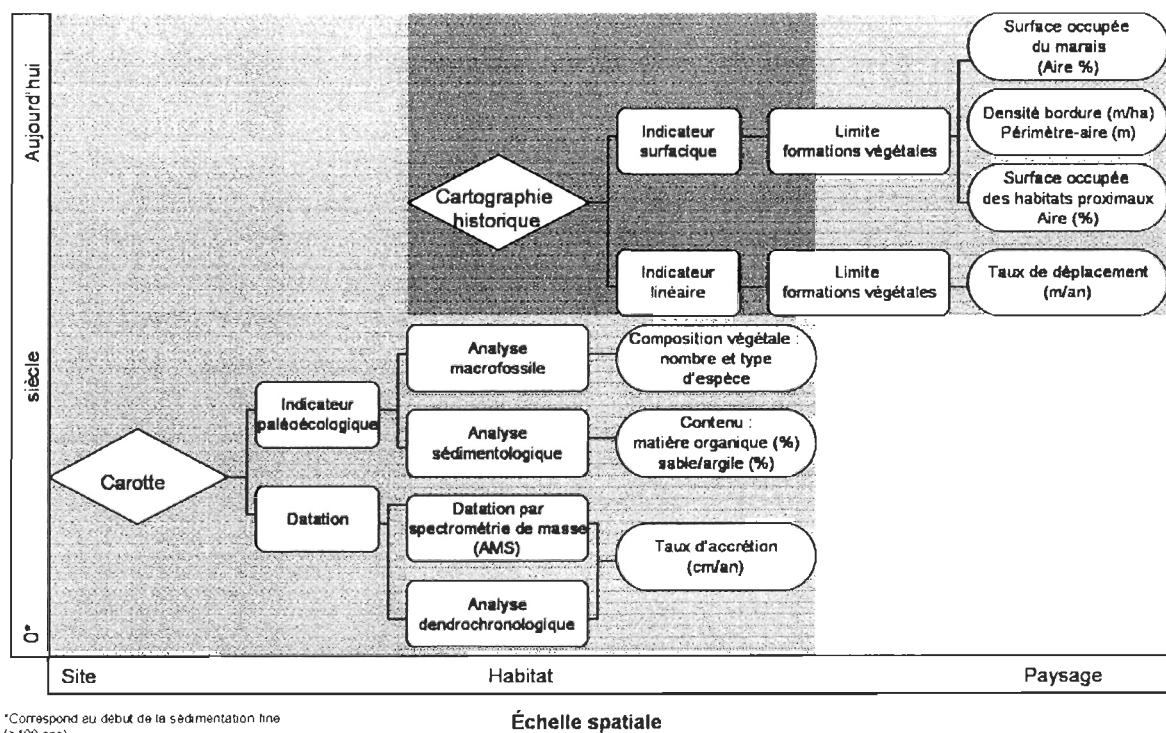 Aujourd'hui
siècle
0*
Surface occupée
du marais
(Aire %)
Densité bordure (m/ha)
Périmètre-aire (m)
Surface occupée
des habitats proximaux
Aire (%)
Indicateur
surfacique
Limite
formations végétales
Cartographie
historique
Indicateur
linéaire
Limite
formations végétales
Taux de déplacement
(m/an)
Analyse
macrofossile
Composition végétale :
nombre et type
d'espèce
Indicateur
paléoécologique
Analyse
sédimentologique
Contenu :
matière organique (%)
sable/argile (%)
Carotte
Datation
Datation par
spectrométrie de masse
(AMS)
Taux d'accrétion
(cm/an)
Analyse
dendrochronologique
Site
Habitat
Paysage
*Correspond au début de la sédimentation fine
Échelle spatiale